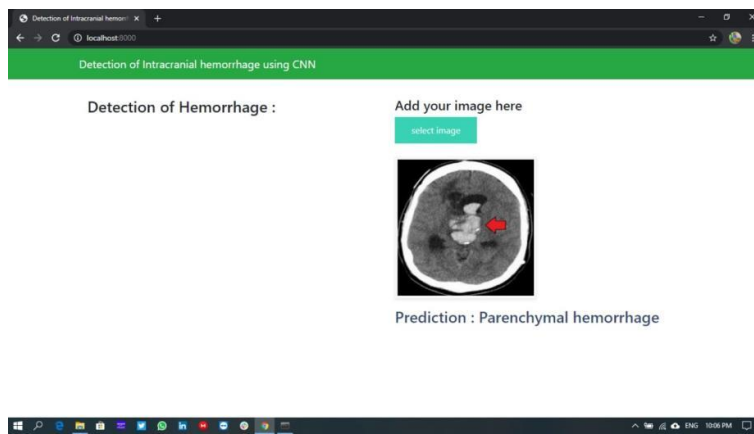 Detection of Intracranial hemorr
localhost:8000
Detection of Intracranial hemorrhage using CNN
Detection of Hemorrhage :
Add your image here
select image
Prediction : Parenchymal hemorrhage
ENG 10:06 PM